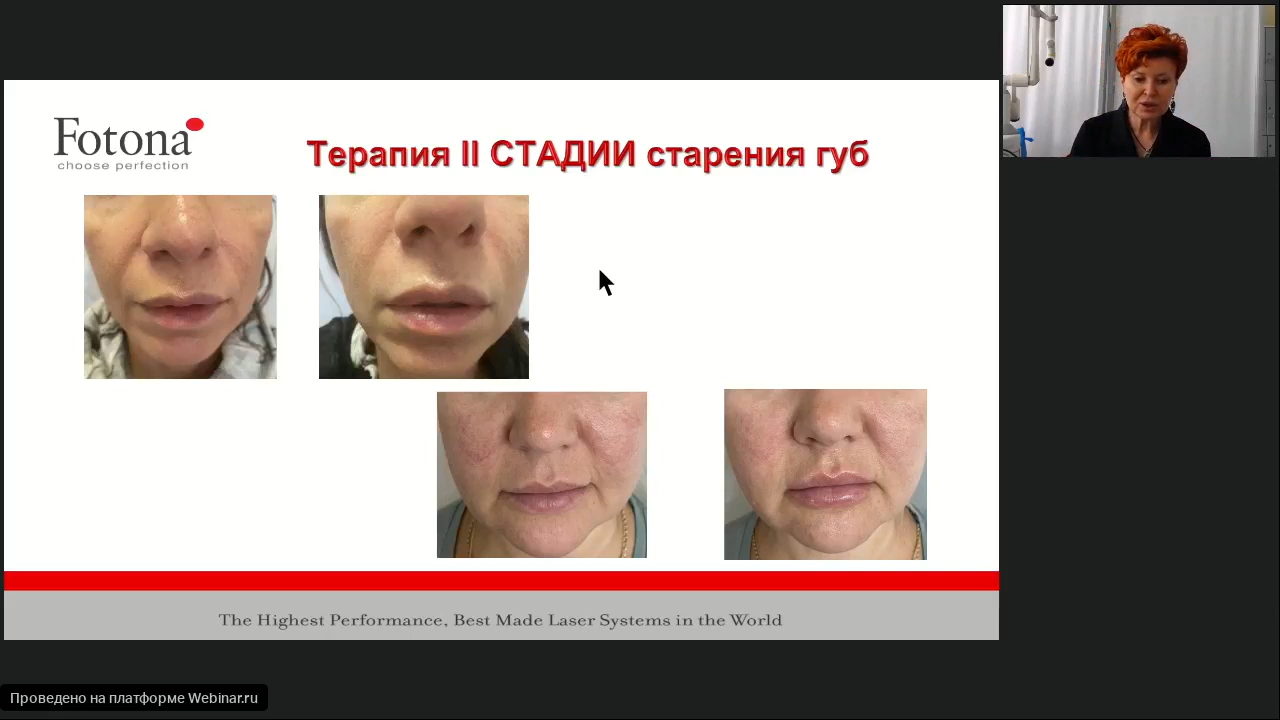 Fotona
choose perfection
Терапия II СТАДИИ старения губ
The Highest Performance, Best Made Laser Systems in the World
Проведено на платформе Webinar.ru